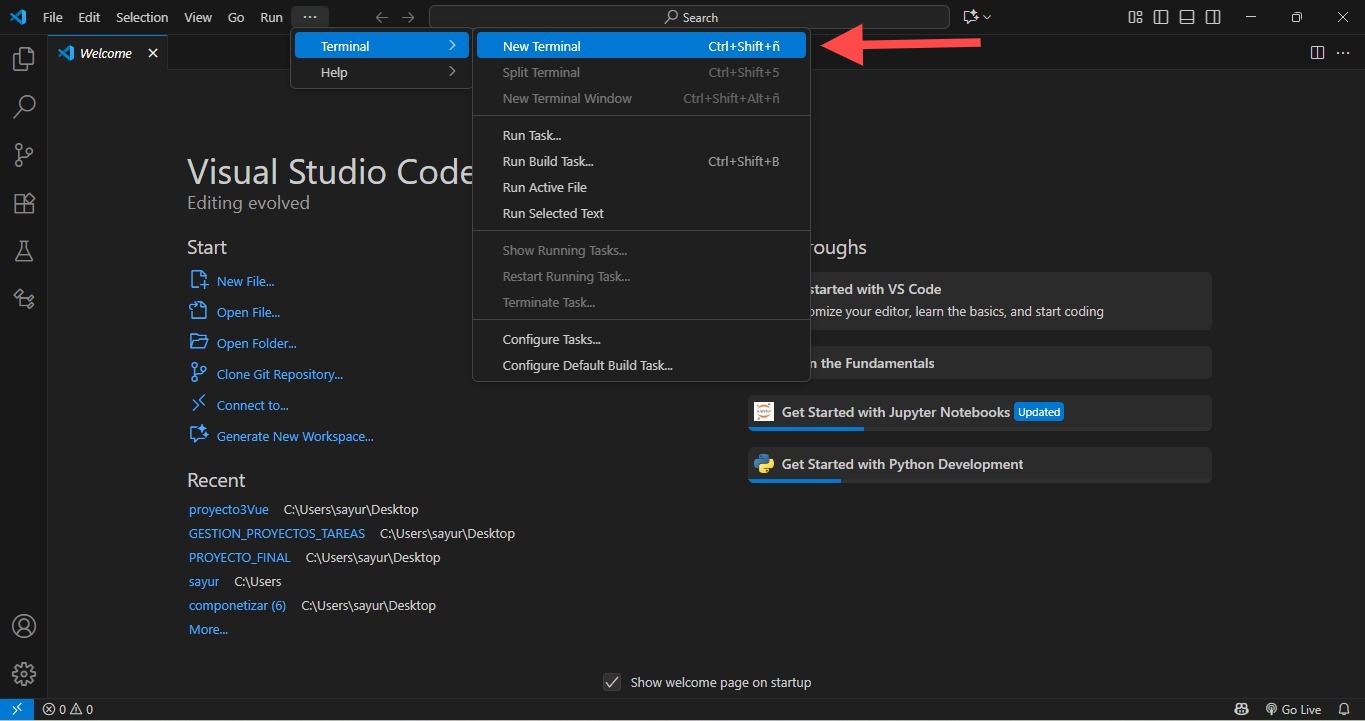 File Edit Selection View Go Run ··· Search
Welcome
Terminal
Help
New Terminal Ctrl+Shift+ñ
Split Terminal Ctrl+Shift+5
New Terminal Window Ctrl+Shift+Alt+ñ
Run Task...
Run Build Task... Ctrl+Shift+B
Run Active File
Run Selected Text
Show Running Tasks...
Restart Running Task...
Terminate Task...
Configure Tasks...
Configure Default Build Task...
Visual Studio Code
Editing evolved
Start
New File...
Open File...
Open Folder...
Clone Git Repository...
Connect to...
Generate New Workspace...
Recent
proyecto3Vue C:\Users\sayur\Desktop
GESTION_PROYECTOS_TAREAS C:\Users\sayur\Desktop
PROYECTO_FINAL C:\Users\sayur\Desktop
sayur C:\Users
componetizar (6) C:\Users\sayur\Desktop
More...
oughs
started with VS Code
omize your editor, learn the basics, and start coding
n the Fundamentals
Get Started with Jupyter Notebooks Updated
Get Started with Python Development
Show welcome page on startup
0 0 Go Live